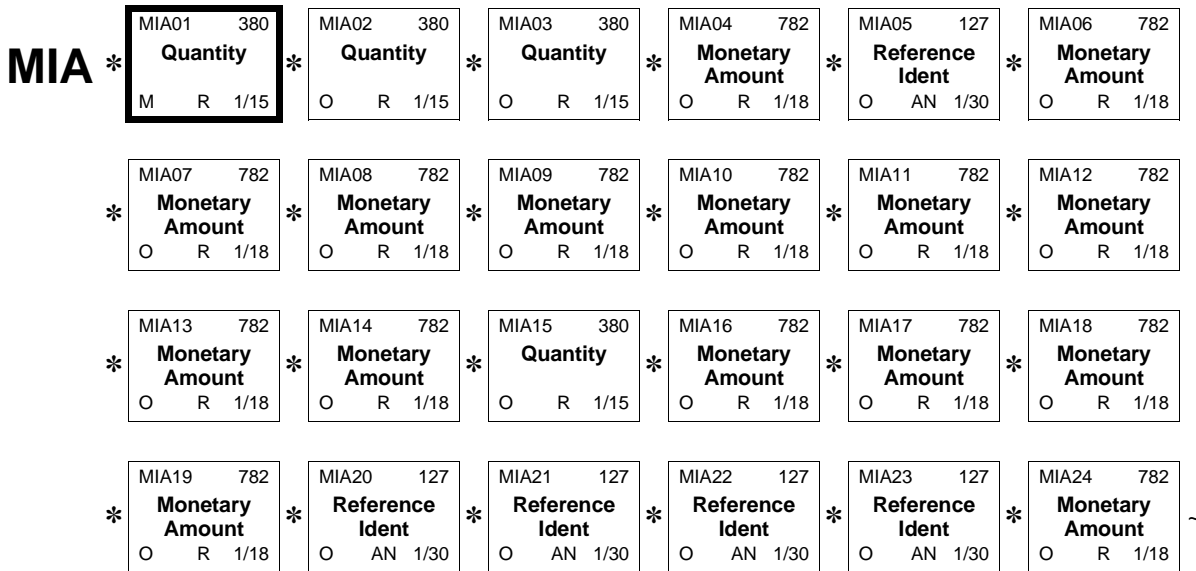 MIA01 380 MIA02 380 MIA03 380 MIA04 782 MIA05 127 MIA06 782
MIA * Quantity * Quantity * Quantity * Monetary Amount * Reference Ident * Monetary Amount
M R 1/15 O R 1/15 O R 1/15 O R 1/18 O AN 1/30 O R 1/18
MIA07 782 MIA08 782 MIA09 782 MIA10 782 MIA11 782 MIA12 782
* Monetary Amount * Monetary Amount * Monetary Amount * Monetary Amount * Monetary Amount * Monetary Amount
O R 1/18 O R 1/18 O R 1/18 O R 1/18 O R 1/18 O R 1/18
MIA13 782 MIA14 782 MIA15 380 MIA16 782 MIA17 782 MIA18 782
* Monetary Amount * Monetary Amount * Quantity * Monetary Amount * Monetary Amount * Monetary Amount
O R 1/18 O R 1/18 O R 1/15 O R 1/18 O R 1/18 O R 1/18
MIA19 782 MIA20 127 MIA21 127 MIA22 127 MIA23 127 MIA24 782
* Monetary Amount * Reference Ident * Reference Ident * Reference Ident * Reference Ident * Monetary Amount ~
O R 1/18 O AN 1/30 O AN 1/30 O AN 1/30 O AN 1/30 O R 1/18